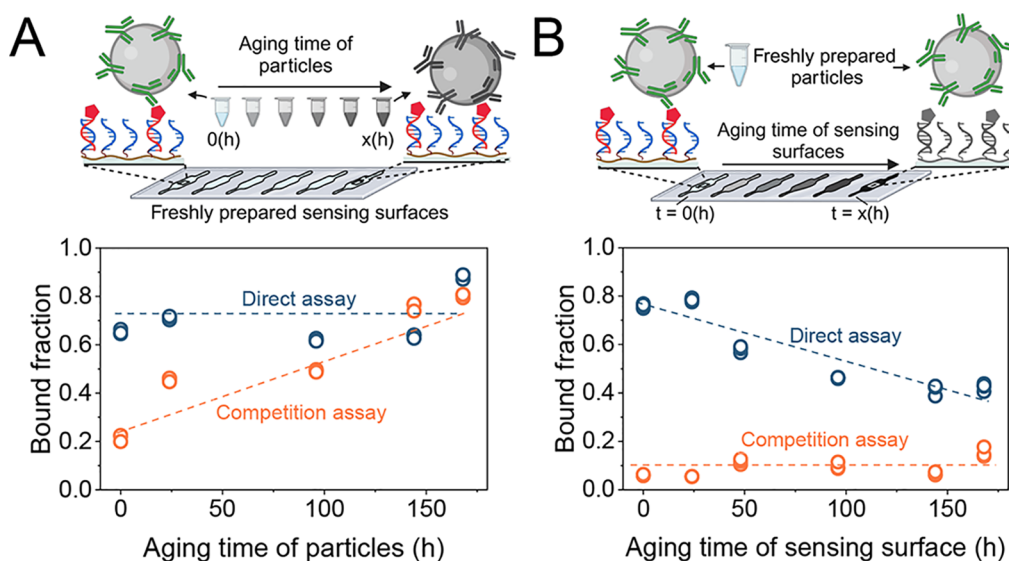 A
Aging time of
particles
0(h)
x(h)
Freshly prepared sensing surfaces
1.0
0.8
0.6
0.4
0.2
0.0
Bound fraction
Direct assay
Competition assay
0
50
100
150
Aging time of particles (h)
B
Freshly prepared
particles
Aging time of sensing
surfaces
t = 0(h)
t = x(h)
1.0
0.8
0.6
0.4
0.2
0.0
Bound fraction
Direct assay
Competition assay
0
50
100
150
Aging time of sensing surface (h)